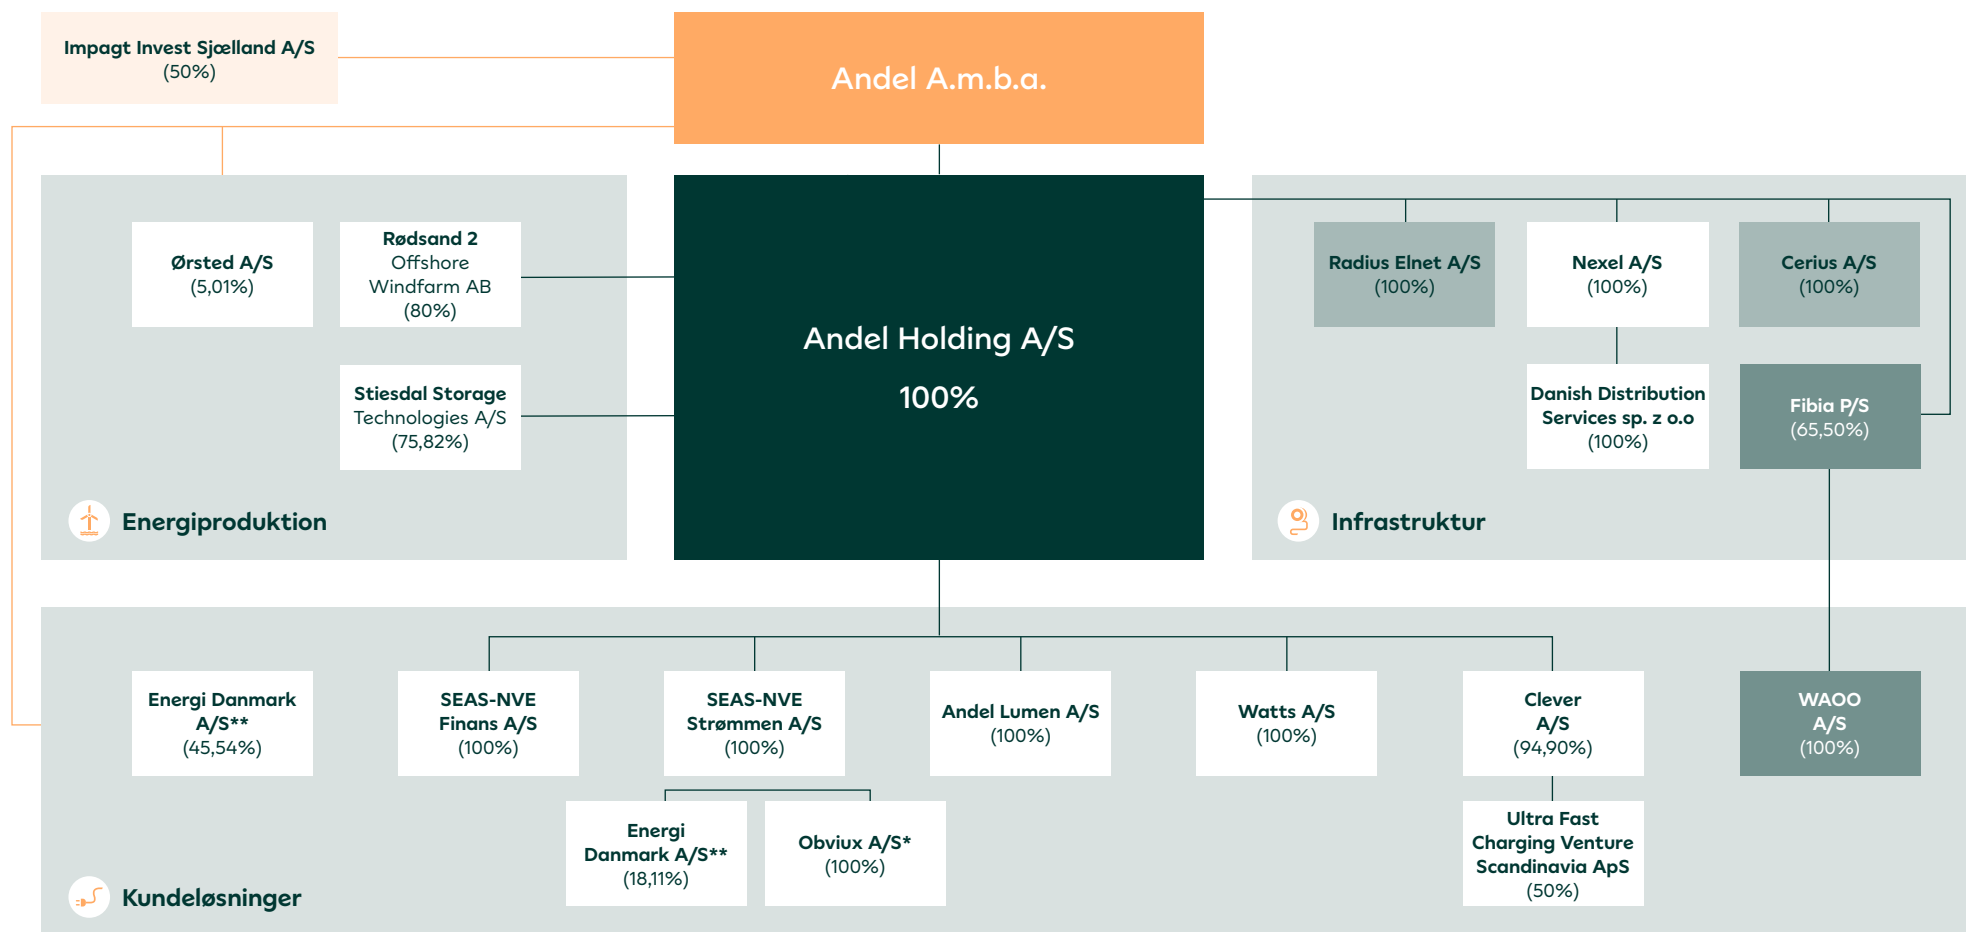 Impagt Invest Sjælland A/S
(50%)
Andel A.m.b.a.
Ørsted A/S
(5,01%)
Rødsand 2
Offshore
Windfarm AB
(80%)
Stiesdal Storage
Technologies A/S
(75,82%)
Energiproduktion
Andel Holding A/S
100%
Radius Elnet A/S
(100%)
Nexel A/S
(100%)
Cerius A/S
(100%)
Danish Distribution
Services sp. z o.o
(100%)
Fibia P/S
(65,50%)
Infrastruktur
Energi Danmark
A/S**
(45,54%)
SEAS-NVE
Finans A/S
(100%)
SEAS-NVE
Strømmen A/S
(100%)
Andel Lumen A/S
(100%)
Watts A/S
(100%)
Clever
A/S
(94,90%)
WAOO
A/S
(100%)
Energi
Danmark A/S**
(18,11%)
Obviux A/S*
(100%)
Ultra Fast
Charging Venture
Scandinavia ApS
(50%)
Kundeløsninger